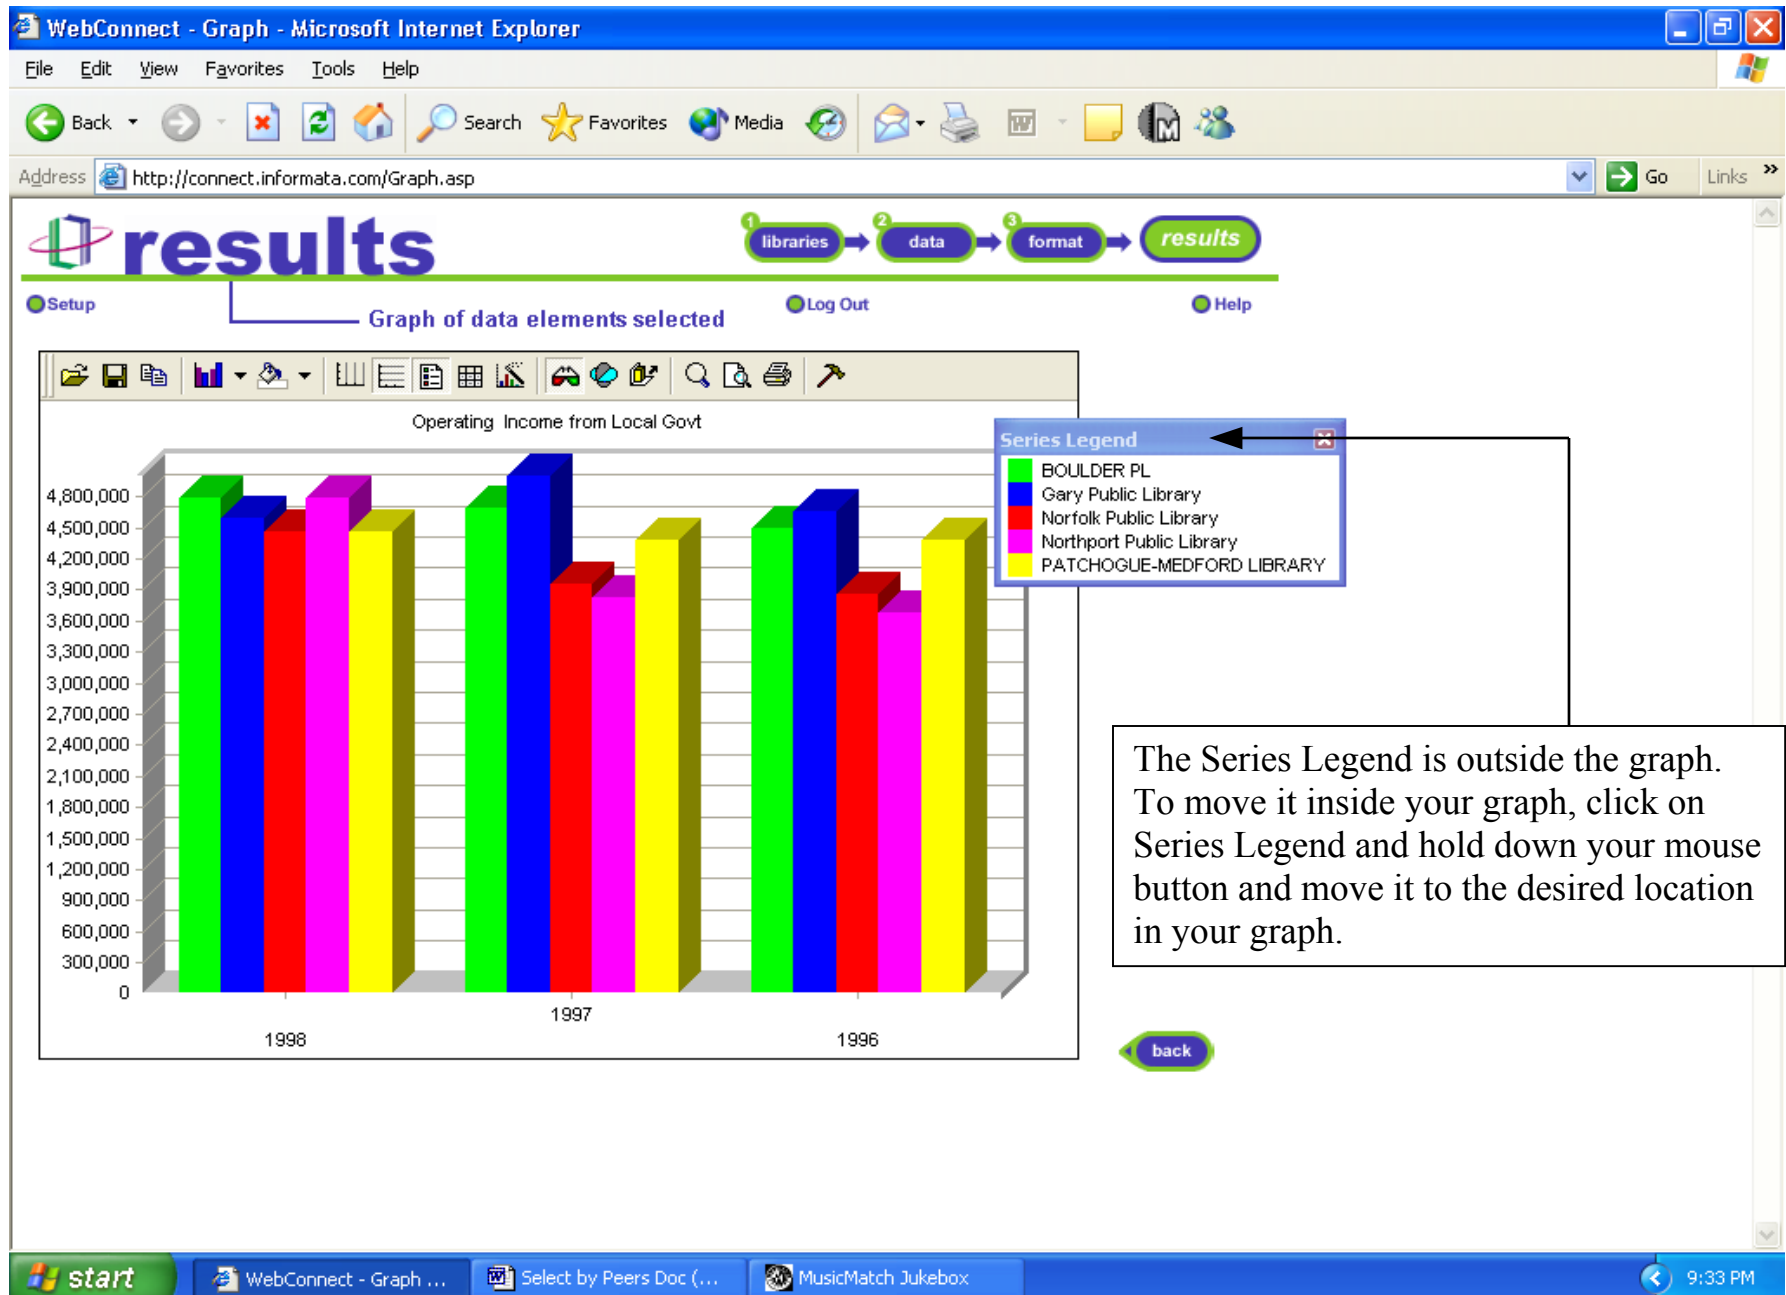 WebConnect - Graph - Microsoft Internet Explorer
File Edit View Favorites Tools Help
Back Search Favorites Media
Address http://connect.informata.com/Graph.asp Go Links »
results
1 libraries 2 data 3 format results
Setup Graph of data elements selected Log Out Help
Operating Income from Local Govt
Series Legend
BOULDER PL
Gary Public Library
Norfolk Public Library
Northport Public Library
PATCHOGUE-MEDFORD LIBRARY
4,800,000
4,500,000
4,200,000
3,900,000
3,600,000
3,300,000
3,000,000
2,700,000
2,400,000
2,100,000
1,800,000
1,500,000
1,200,000
900,000
600,000
300,000
0
1998
1997
1996
The Series Legend is outside the graph.
To move it inside your graph, click on
Series Legend and hold down your mouse
button and move it to the desired location
in your graph.
back
start WebConnect - Graph ... Select by Peers Doc (... MusicMatch Jukebox 9:33 PM